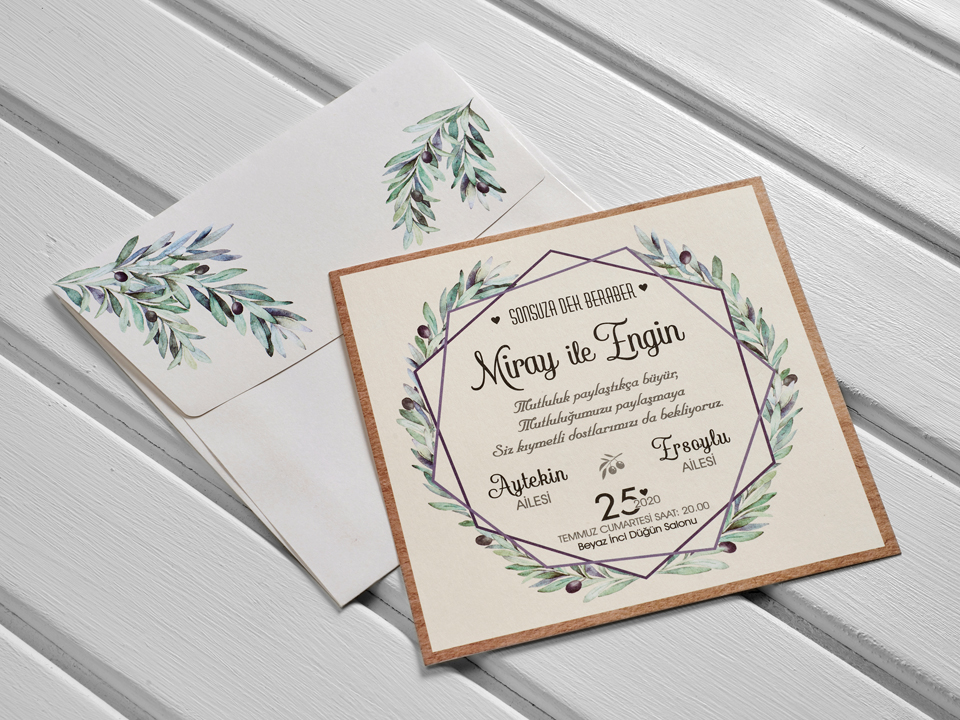 SONSUZA DEK BERABER
Miray ile Engin
Mutluluk paylaştıkça büyür,
Mutluluğumuzu paylaşmaya
Siz kıymetli dostlarımızı da bekliyoruz.
Aytekin
AİLESİ
Ersoylu
AİLESİ
25 2020
TEMMUZ CUMARTESİ SAAT: 20.00
Beyaz İnci Düğün Salonu